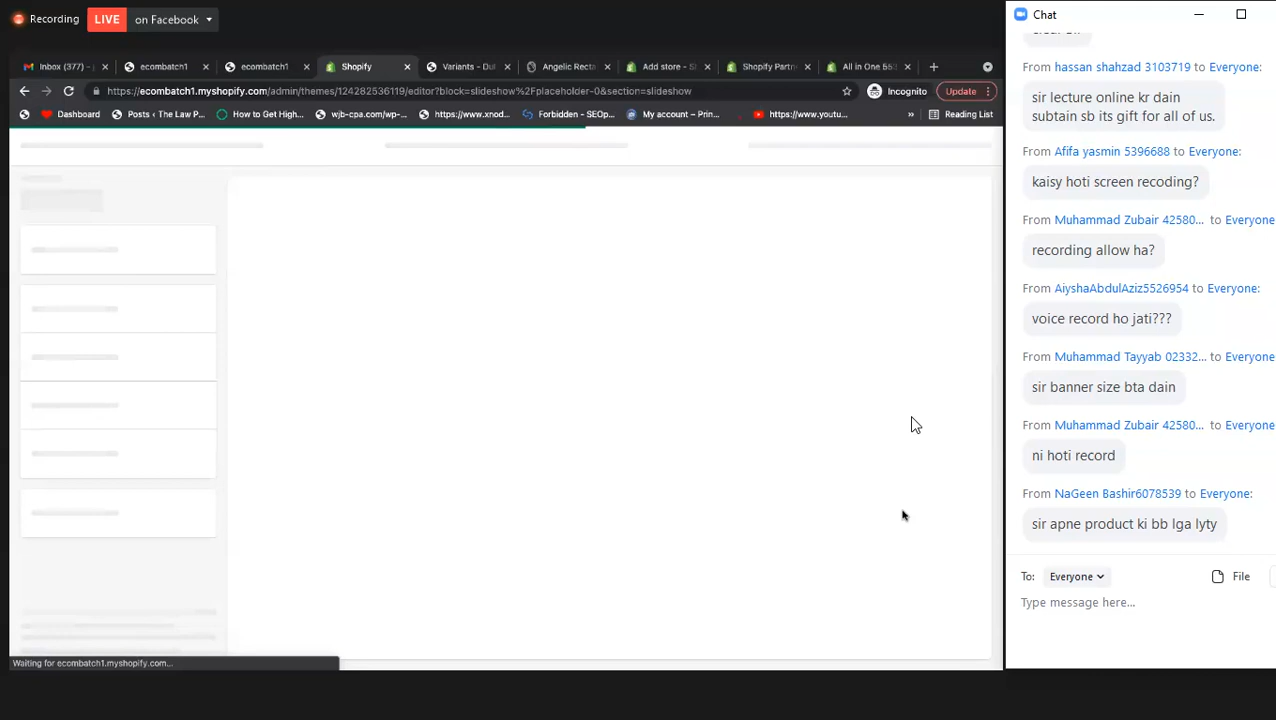 Recording
LIVE
on Facebook
Inbox (377) -
ecombatch1
ecombatch1
Shopify
Variants - Du
Angelic Recta
Add store - S
Shopify Partn
All in One 553
https://ecombatch1.myshopify.com/admin/themes/124282536119/editor?block=slideshow%2Fplaceholder-0&section=slideshow
Incognito
Update
Dashboard
Posts ‹ The Law P...
How to Get High...
wjb-cpa.com/wp-...
https://www.xnod...
Forbidden - SEOp...
My account – Prin...
https://www.youtu...
»
Reading List
Waiting for ecombatch1.myshopify.com...
Chat
From hassan shahzad 3103719 to Everyone:
sir lecture online kr dain
subtain sb its gift for all of us.
From Afifa yasmin 5396688 to Everyone:
kaisy hoti screen recoding?
From Muhammad Zubair 42580... to Everyone
recording allow ha?
From AiyshaAbdulAziz5526954 to Everyone:
voice record ho jati???
From Muhammad Tayyab 02332... to Everyone
sir banner size bta dain
From Muhammad Zubair 42580... to Everyone
ni hoti record
From NaGeen Bashir6078539 to Everyone:
sir apne product ki bb lga lyty
To: Everyone
File
Type message here...